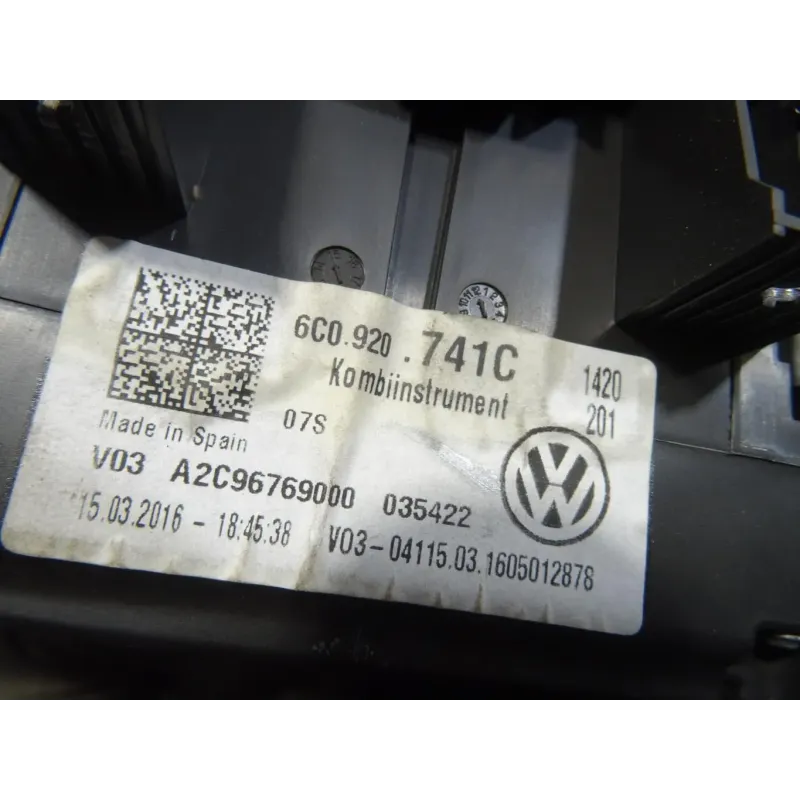 6C0.920 .741C
Kombiinstrument
1420
201
07S
Made in Spain
V03 A2C96769000 035422
15.03.2016 - 18:45:38 V03-04115.03.1605012878